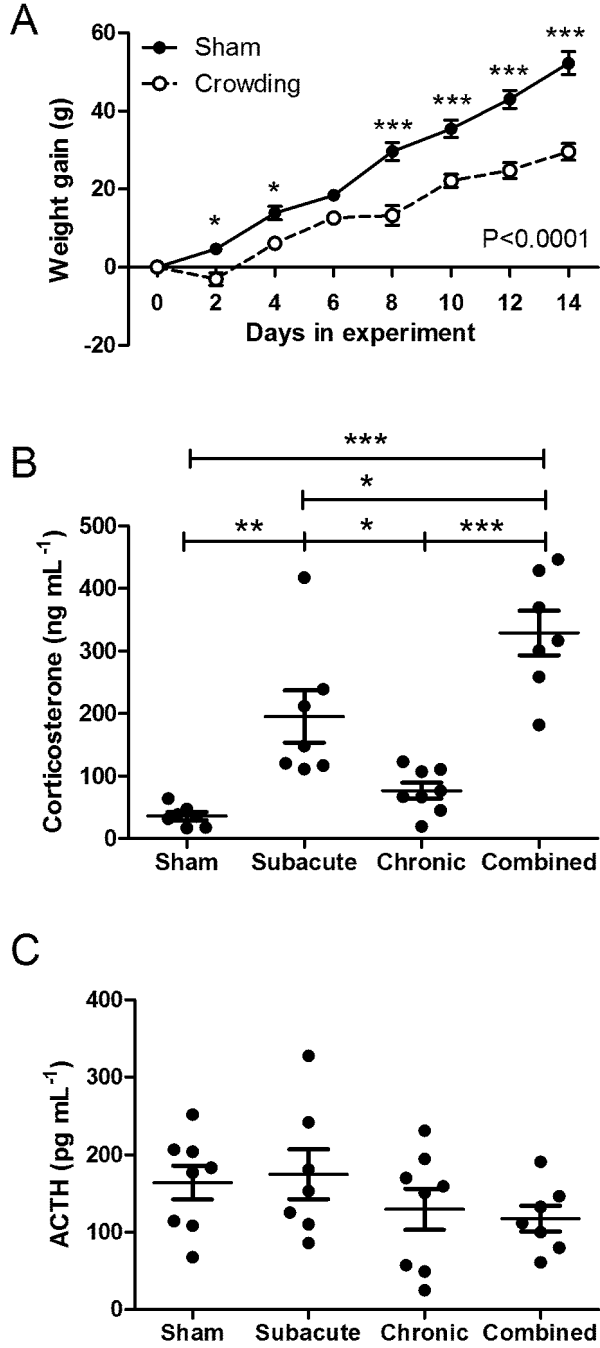 A
60
Sham
***
Crowding
***
***
40
***
*
*
20
Weight gain (g)
P<0.0001
0
0 2 4 6 8 10 12 14
Days in experiment
-20
B
***
*
** * ***
500
400
300
200
100
0
Corticosterone (ng mL-1)
Sham Subacute Chronic Combined
C
400
300
200
100
0
ACTH (pg mL-1)
Sham Subacute Chronic Combined